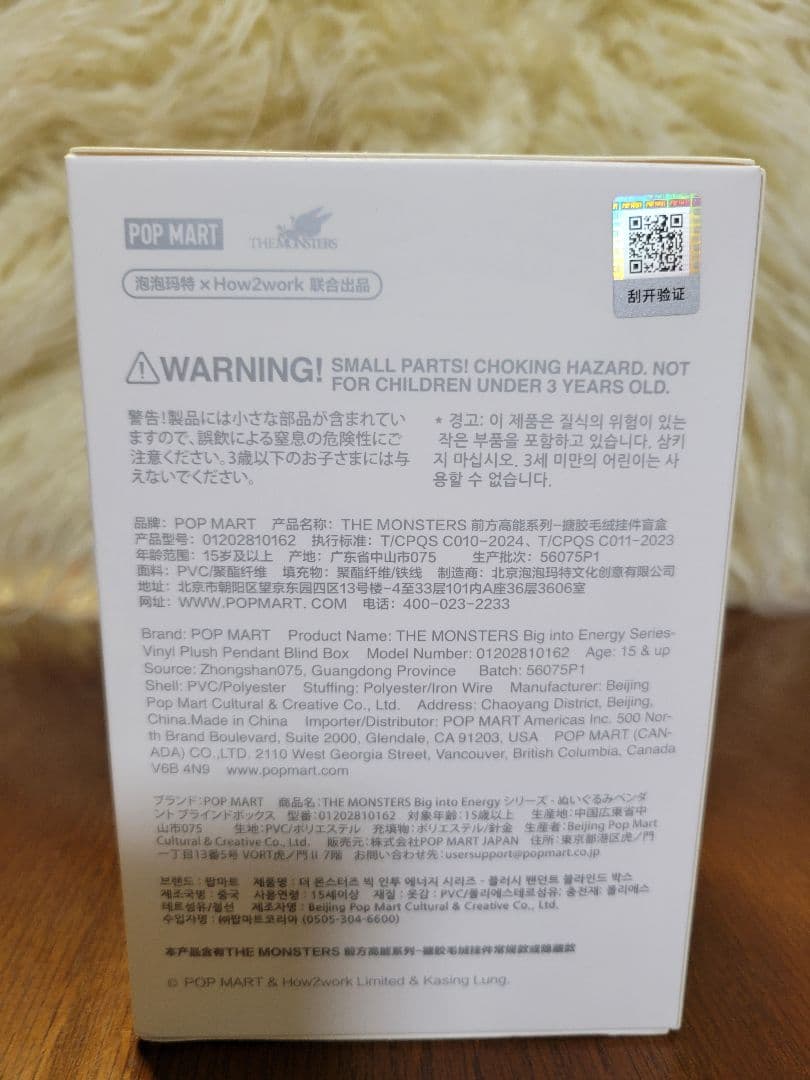 POP MART
THE MONSTERS
泡泡玛特 × How2work 联合出品
刮开验证
WARNING! SMALL PARTS! CHOKING HAZARD. NOT
FOR CHILDREN UNDER 3 YEARS OLD.
警告!製品には小さな部品が含まれてい
ますので、誤飲による窒息の危険性にご
注意ください。3歳以下のお子さまには与
えないでください。
* 경고: 이 제품은 질식의 위험이 있는
작은 부품을 포함하고 있습니다. 삼키
지 마십시오. 3세 미만의 어린이는 사
용할 수 없습니다.
品牌: POP MART 产品名称: THE MONSTERS 前方高能系列-搪胶毛绒挂件盲盒
产品型号: 01202810162 执行标准: T/CPQS C010-2024、T/CPQS C011-2023
年龄范围: 15岁及以上 产地: 广东省中山市075 生产批次: 56075P1
面料: PVC/聚酯纤维 填充物: 聚酯纤维/铁线 制造商: 北京泡泡玛特文化创意有限公司
地址: 北京市朝阳区望京东园四区13号楼-4至33层101内A座36层3606室
网址: WWW.POPMART.COM 电话: 400-023-2233
Brand: POP MART Product Name: THE MONSTERS Big into Energy Series-
Vinyl Plush Pendant Blind Box Model Number: 01202810162 Age: 15 & up
Source: Zhongshan075, Guangdong Province Batch: 56075P1
Shell: PVC/Polyester Stuffing: Polyester/Iron Wire Manufacturer: Beijing
Pop Mart Cultural & Creative Co., Ltd. Address: Chaoyang District, Beijing,
China.Made in China Importer/Distributor: POP MART Americas Inc. 500 Nor-
th Brand Boulevard, Suite 2000, Glendale, CA 91203, USA POP MART (CAN-
ADA) CO.,LTD. 2110 West Georgia Street, Vancouver, British Columbia, Canada
V6B 4N9 www.popmart.com
ブランド:POP MART 商品名:THE MONSTERS Big into Energy シリーズ - ぬいぐるみペンダ
ント ブラインドボックス 型番:01202810162 対象年齢:15歳以上 生産地:中国広東省中
山市075 生地:PVC/ポリエステル 充填物:ポリエステル/針金 生産者:Beijing Pop Mart
Cultural & Creative Co., Ltd. 販売元:株式会社POP MART JAPAN 住所:東京都港区虎ノ門
一丁目13番5号 VORT虎ノ門 II 7階 お問い合わせ先:usersupport@popmart.co.jp
브랜드 : 팝마트 제품명 : 더 몬스터즈 빅 인투 에너지 시리즈 - 플러시 펜던트 블라인드 박스
제조국명 : 중국 사용연령 : 15세이상 재질 : 겉감: PVC/폴리에스테르섬유; 충전재: 폴리에스
테르섬유/철선 제조자명 : Beijing Pop Mart Cultural & Creative Co., Ltd.
수입자명 : ㈜팝마트코리아 (0505-304-6600)
本产品含有THE MONSTERS 前方高能系列-搪胶毛绒挂件常规款或隐藏款
© POP MART & How2work Limited & Kasing Lung.